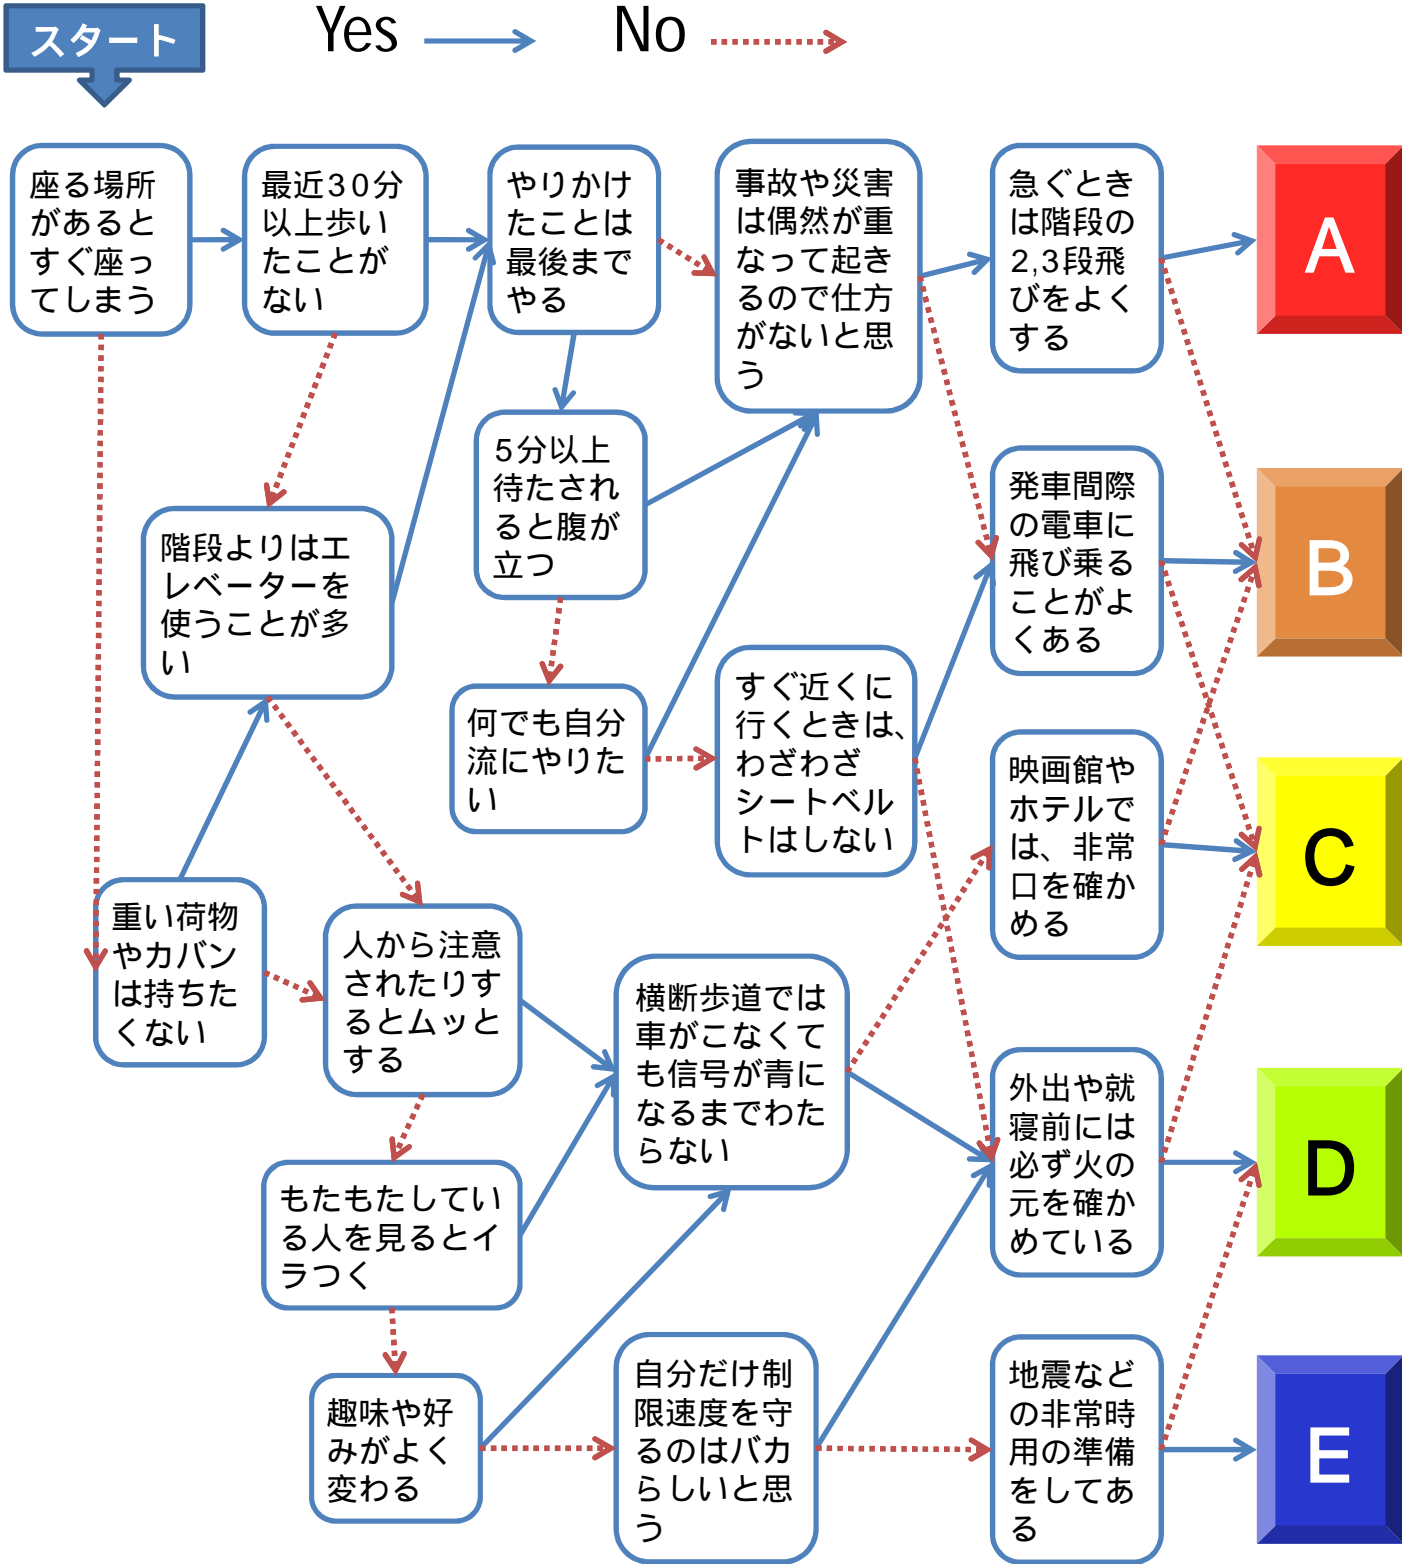 スタート
Yes
No
座る場所
があると
すぐ座っ
てしまう
最近30分
以上歩い
たことが
ない
やりかけ
たことは
最後まで
やる
事故や災害
は偶然が重
なって起き
るので仕方
がないと思
う
急ぐとき
は階段の
2,3段飛
びをよく
する
A
5分以上
待たされ
ると腹が
立つ
発車間際
の電車に
飛び乗る
ことがよ
くある
B
階段よりはエ
レベーターを
使うことが多
い
何でも自分
流にやりた
い
すぐ近くに
行くときは、
わざわざ
シートベル
トはしない
映画館や
ホテルで
は、非常
口を確か
める
C
重い荷物
やカバン
は持ちた
くない
人から注意
されたりす
るとムッと
する
横断歩道では
車がこなくて
も信号が青に
なるまでわた
らない
外出や就
寝前には
必ず火の
元を確か
めている
D
もたもたしてい
る人を見るとイ
ラつく
趣味や好
みがよく
変わる
自分だけ制
限速度を守
るのはバカ
らしいと思
う
地震など
の非常時
用の準備
をしてあ
る
E